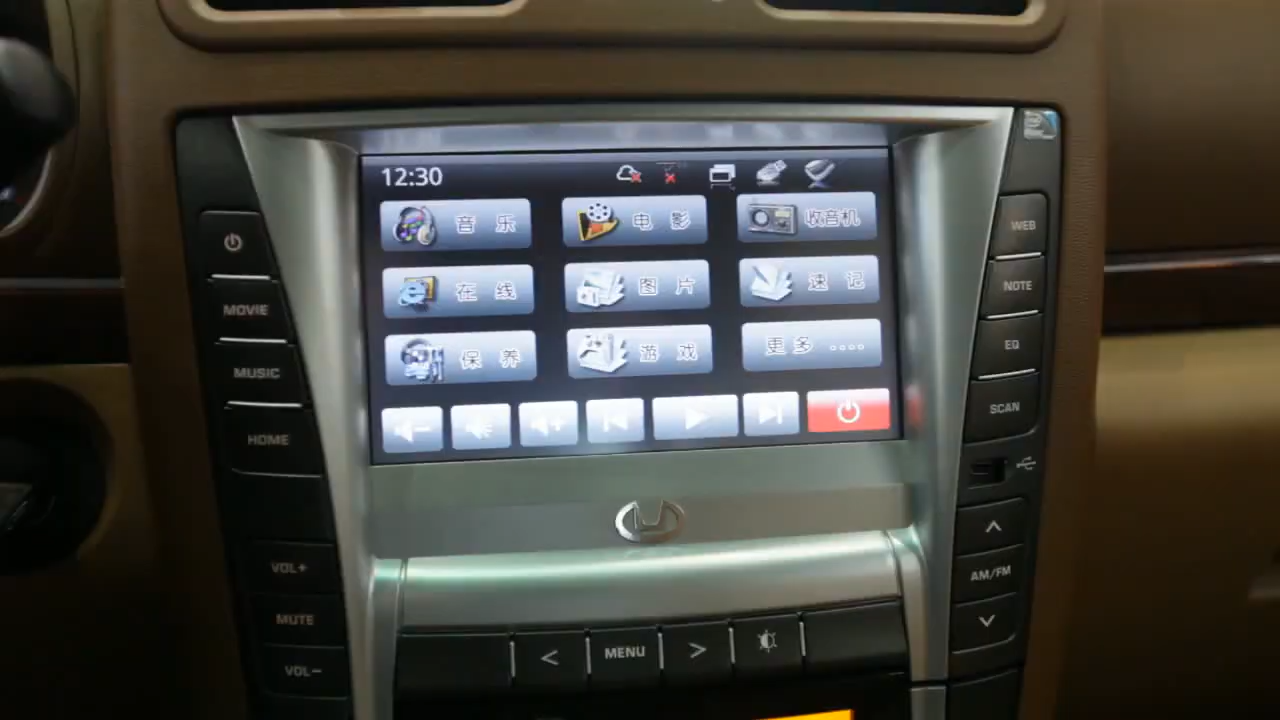 12:30
音乐
电影
收音机
在线
图片
速记
保养
游戏
更多 ....
MOVIE
MUSIC
HOME
VOL+
MUTE
VOL-
WEB
NOTE
EQ
SCAN
AM/FM
< MENU >